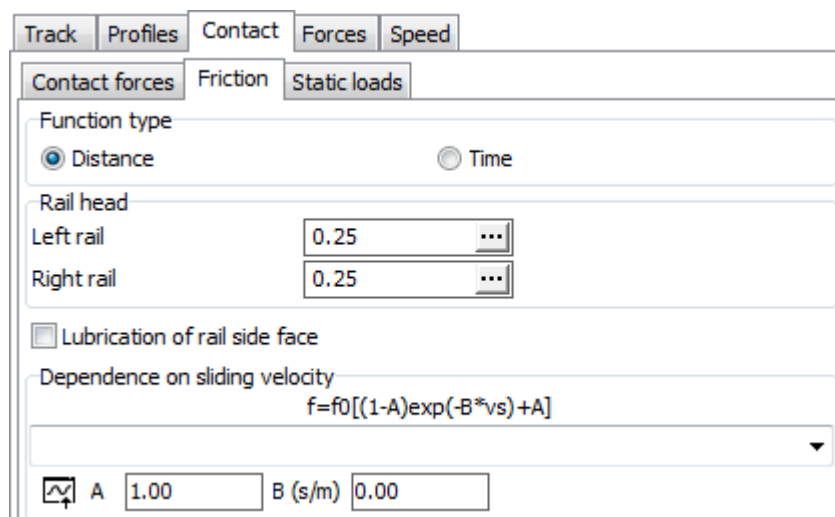 Track Profiles Contact Forces Speed
Contact forces Friction Static loads
Function type
Distance Time
Rail head
Left rail 0.25 ...
Right rail 0.25 ...
Lubrication of rail side face
Dependence on sliding velocity
f=f0[(1-A)exp(-B*vs)+A]
A 1.00 B (s/m) 0.00